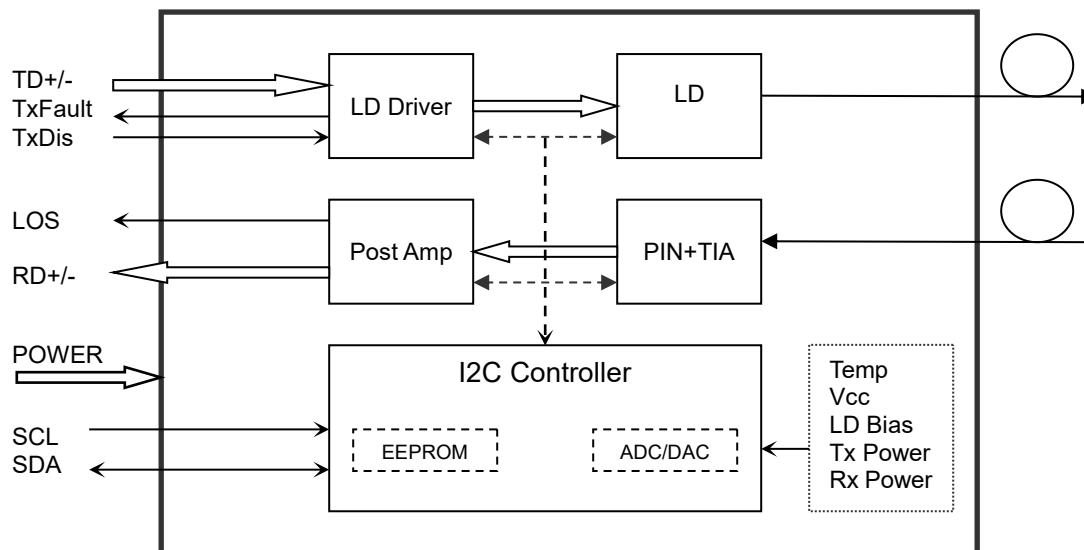 TD+/-
TxFault
TxDis
LD Driver
LD
LOS
RD+/-
Post Amp
PIN+TIA
POWER
SCL
SDA
I2C Controller
EEPROM
ADC/DAC
Temp
Vcc
LD Bias
Tx Power
Rx Power